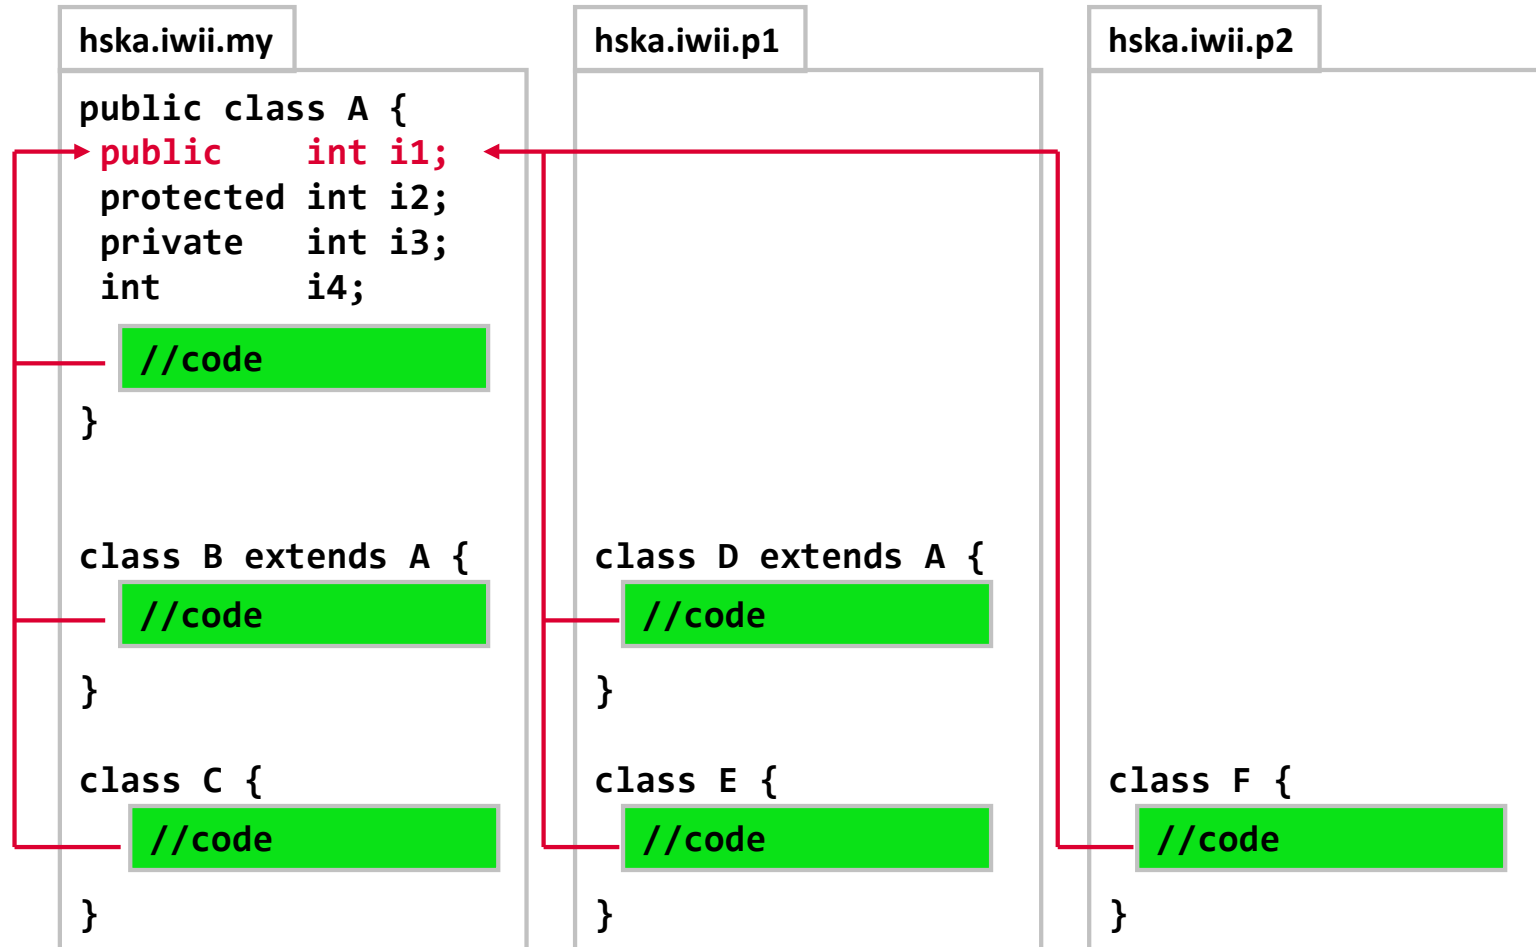 hska.iwii.my
public class A {
public int i1;
protected int i2;
private int i3;
int i4;
//code
}
class B extends A {
//code
}
class C {
//code
}
hska.iwii.p1
class D extends A {
//code
}
class E {
//code
}
hska.iwii.p2
class F {
//code
}